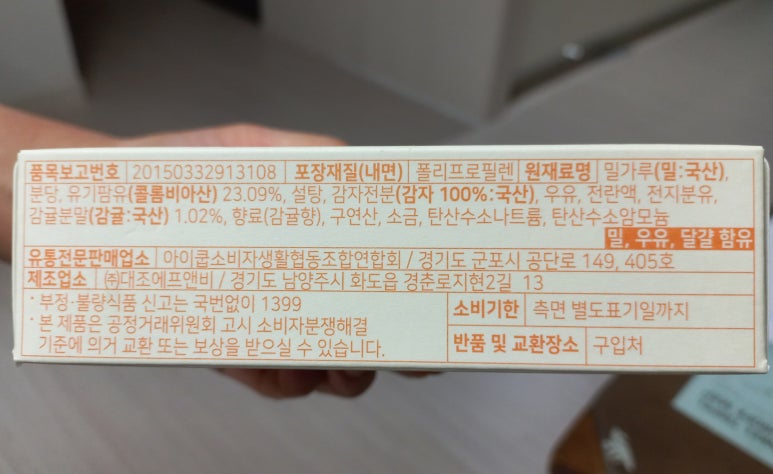 품목보고번호 20150332913108 포장재질(내면) 폴리프로필렌 원재료명 밀가루(밀:국산),
분당, 유기팜유(콜롬비아산) 23.09%, 설탕, 감자전분(감자 100%:국산), 우유, 전란액, 전지분유,
감귤분말(감귤:국산) 1.02%, 향료(감귤향), 구연산, 소금, 탄산수소나트륨, 탄산수소암모늄
밀, 우유, 달걀 함유
유통전문판매업소 아이쿱소비자생활협동조합연합회 / 경기도 군포시 공단로 149, 405호
제조업소 ㈜대조에프앤비 / 경기도 남양주시 화도읍 경춘로지현2길 13
· 부정·불량식품 신고는 국번없이 1399
· 본 제품은 공정거래위원회 고시 소비자분쟁해결
기준에 의거 교환 또는 보상을 받으실 수 있습니다.
소비기한 측면 별도표기일까지
반품 및 교환장소 구입처